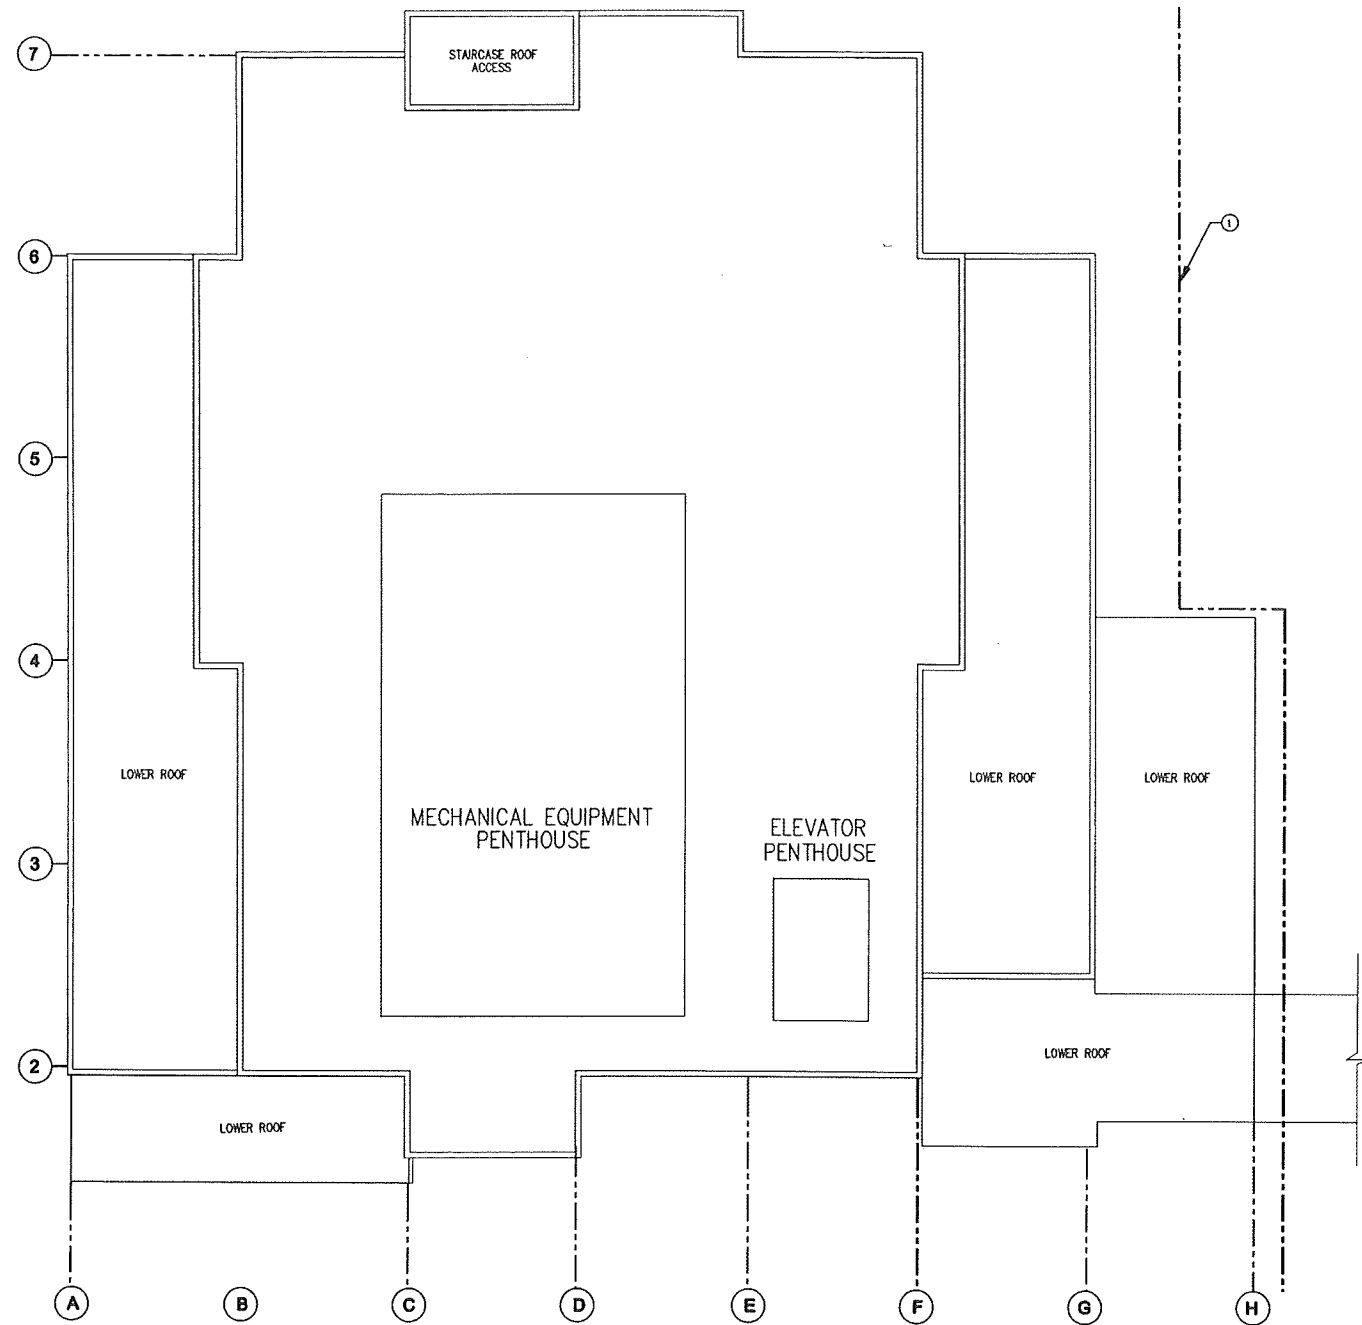 7
STAIRCASE ROOF
ACCESS
1
6
5
4
LOWER ROOF
LOWER ROOF
LOWER ROOF
MECHANICAL EQUIPMENT
PENTHOUSE
ELEVATOR
PENTHOUSE
3
LOWER ROOF
2
LOWER ROOF
A
B
C
D
E
F
G
H